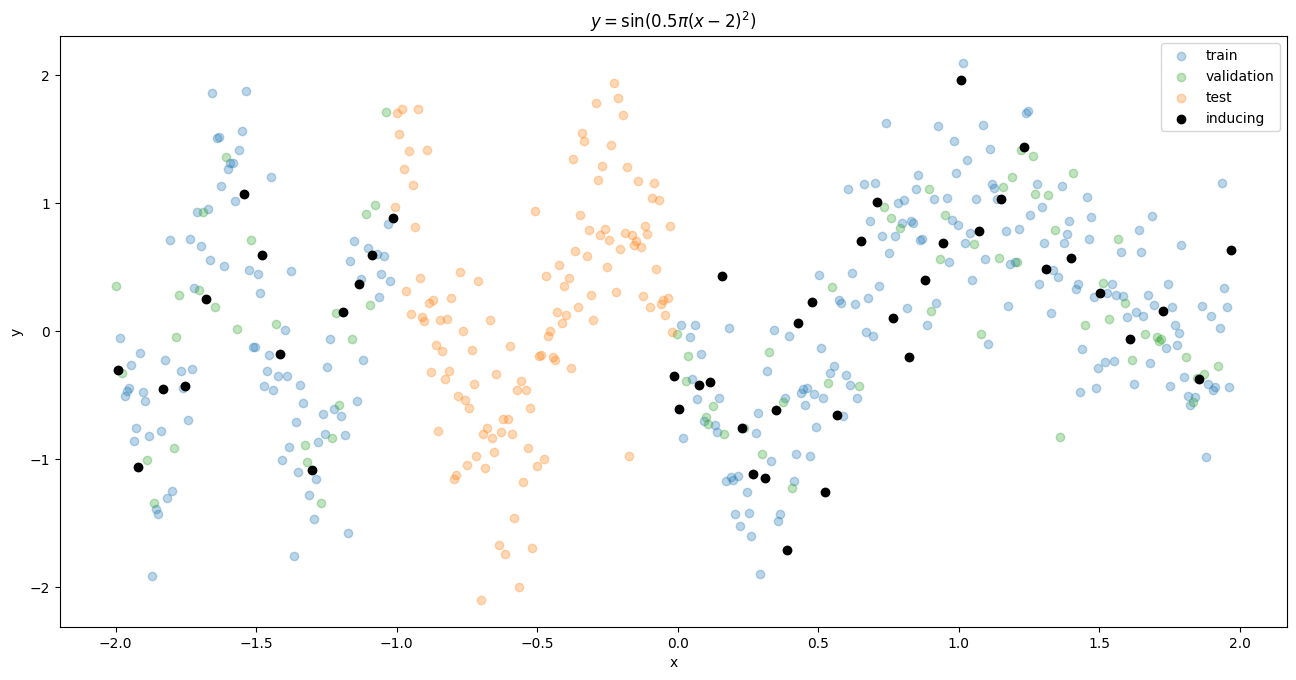 y = sin(0.5π(x − 2)²)
train
validation
test
inducing
y
2
1
0
−1
−2
−2.0 −1.5 −1.0 −0.5 0.0 0.5 1.0 1.5 2.0
x